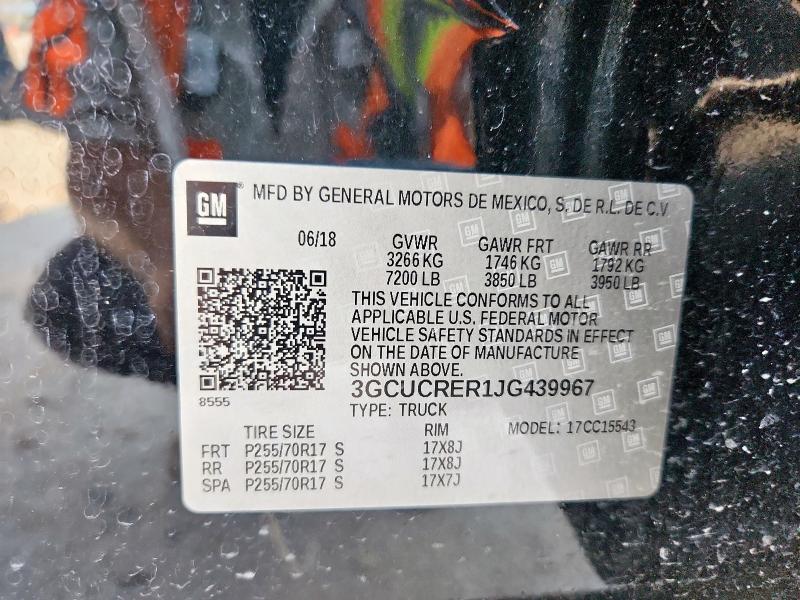 GM® MFD BY GENERAL MOTORS DE MEXICO, S. DE R.L. DE C.V
06/18 GVWR GAWR FRT GAWR RR
3266 KG 1746 KG 1792 KG
7200 LB 3850 LB 3950 LB
THIS VEHICLE CONFORMS TO ALL
APPLICABLE U.S. FEDERAL MOTOR
VEHICLE SAFETY STANDARDS IN EFFECT
ON THE DATE OF MANUFACTURE
SHOWN ABOVE.
3GCUCRER1JG439967
8555
TYPE: TRUCK MODEL: 17CC15543
TIRE SIZE RIM
FRT P255/70R17 S 17X8J
RR P255/70R17 S 17X8J
SPA P255/70R17 S 17X7J